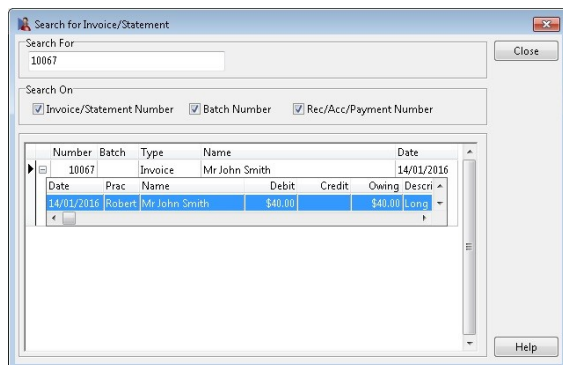 Search for Invoice/Statement
Search For
Close
10067
Search On
Invoice/Statement Number Batch Number Rec/Acc/Payment Number
Number Batch Type Name Date
10067 Invoice Mr John Smith 14/01/2016
Date Prac Name Debit Credit Owing Descri
14/01/2016 Robert Mr John Smith $40.00 $40.00 Long
Help